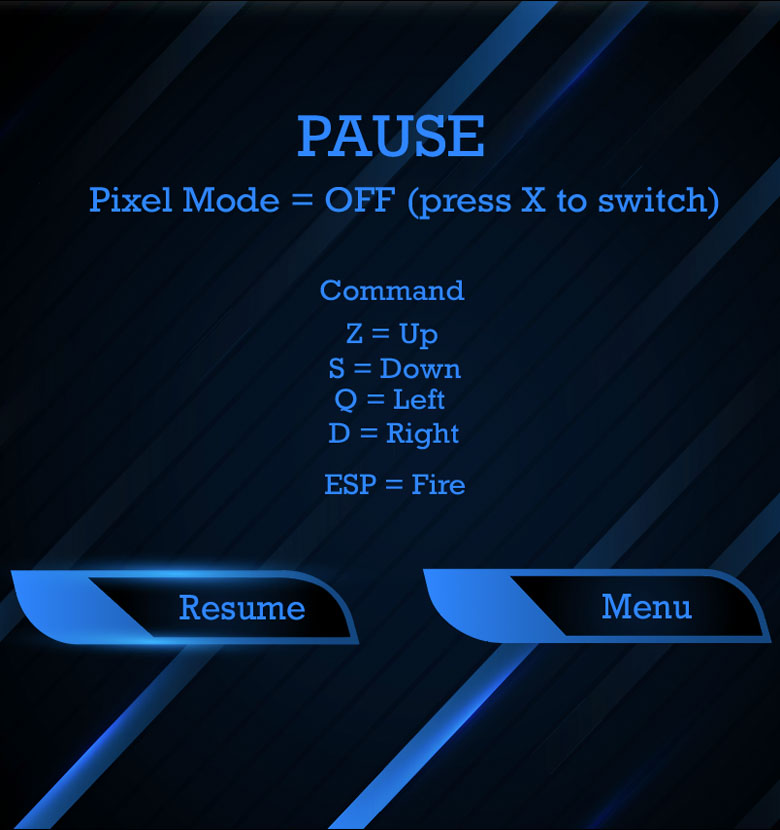 PAUSE
Pixel Mode = OFF (press X to switch)
Command
Z = Up
S = Down
Q = Left
D = Right
ESP = Fire
Resume
Menu